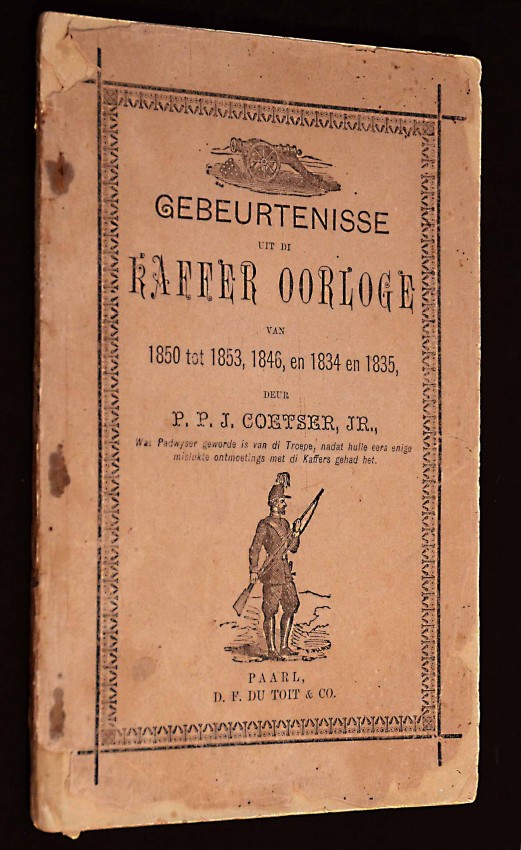 GEBEURTENISSE
UIT DI
KAFFER OORLOGE
VAN
1850 tot 1853, 1846, en 1834 en 1835,
DEUR
P. P. J. COETSER, JR.,
Wat Padwyser geworde is van di Troepe, nadat hulle eers enige
mislukte ontmoetings met di Kaffers gehad het.
PAARL,
D. F. DU TOIT & CO.